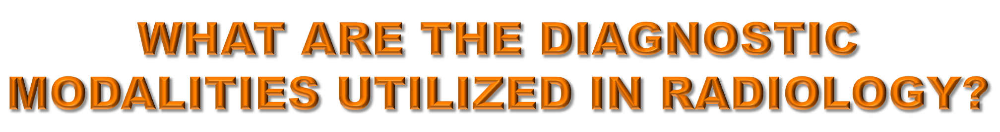 WHAT ARE THE DIAGNOSTIC
MODALITIES UTILIZED IN RADIOLOGY?